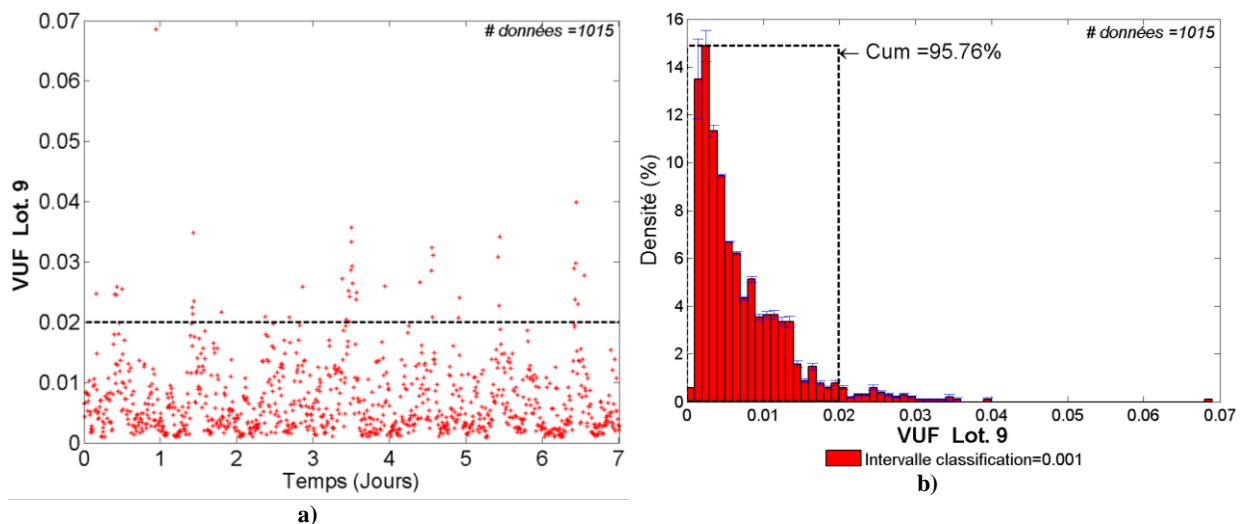 # données =1015
0.07
0.06
0.05
0.04
0.03
0.02
0.01
0
VUF Lot. 9
0 1 2 3 4 5 6 7
Temps (Jours)
a)
# données =1015
16
14
12
10
8
6
4
2
0
Densité (%)
← Cum =95.76%
0 0.01 0.02 0.03 0.04 0.05 0.06 0.07
VUF Lot. 9
Intervalle classification=0.001
b)